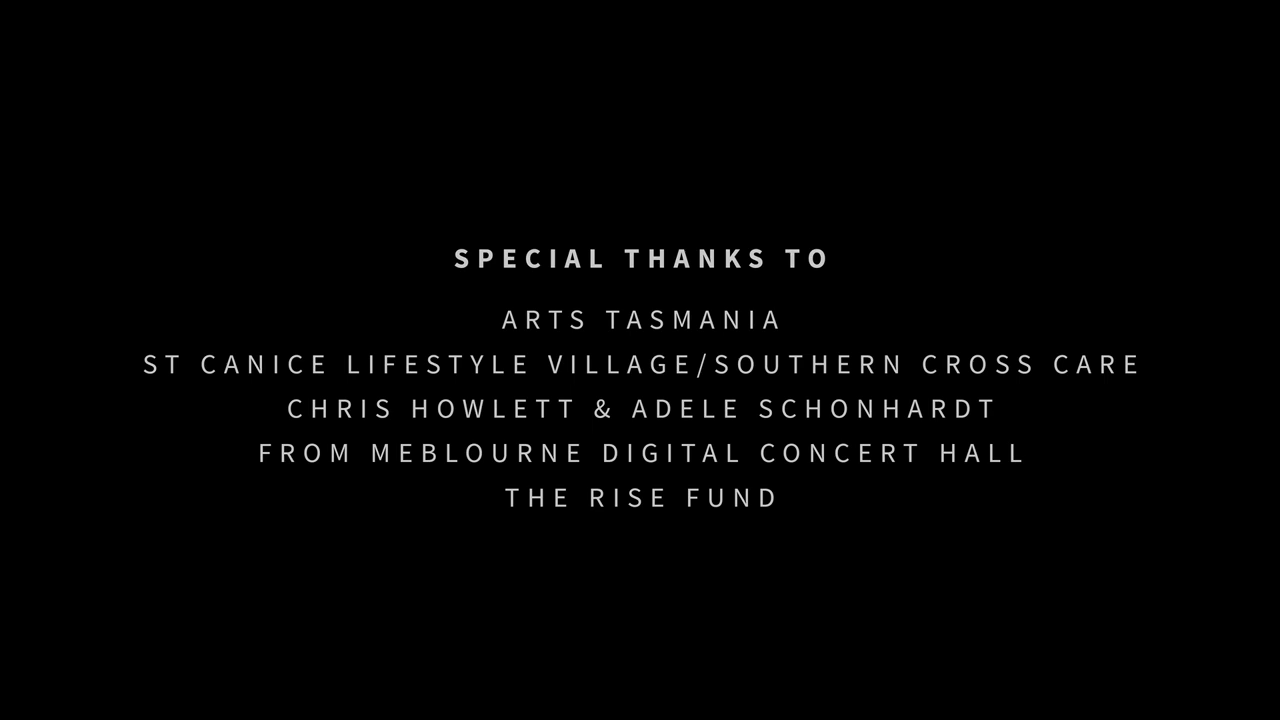 SPECIAL THANKS TO
ARTS TASMANIA
ST CANICE LIFESTYLE VILLAGE/SOUTHERN CROSS CARE
CHRIS HOWLETT & ADELE SCHONHARDT
FROM MEBLOURNE DIGITAL CONCERT HALL
THE RISE FUND